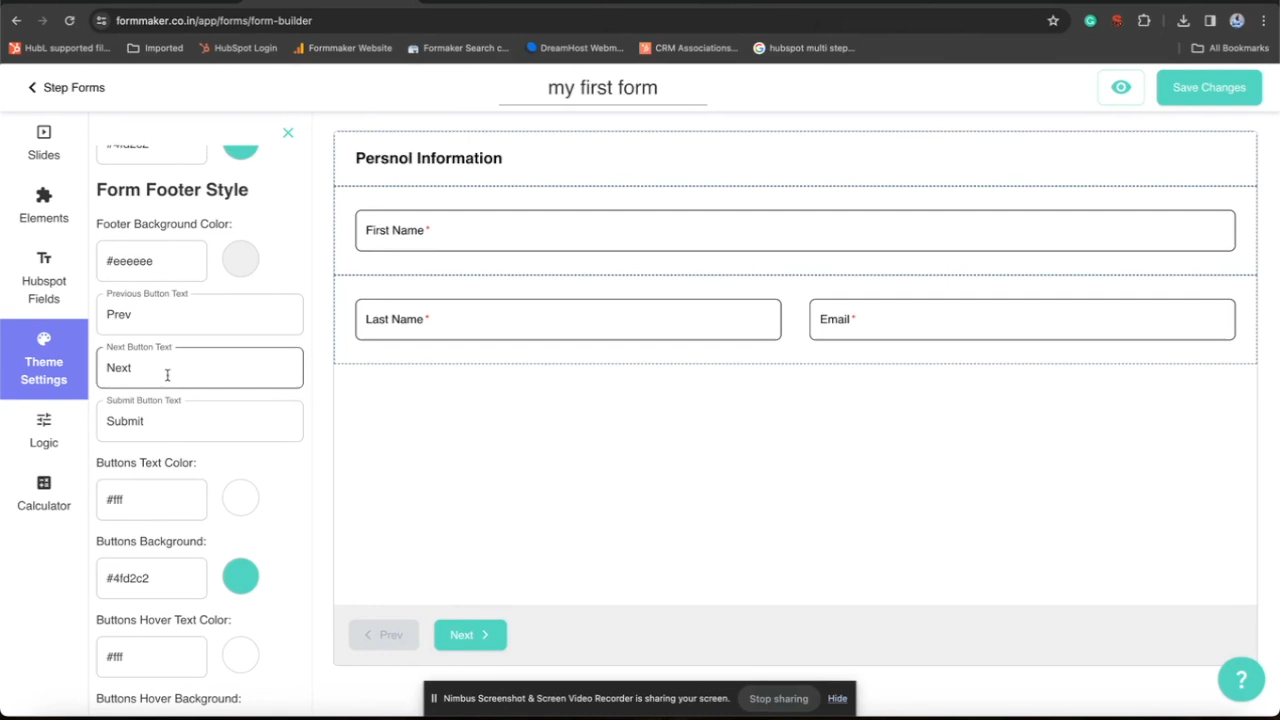 formmaker.co.in/app/forms/form-builder
HubL supported fil...
Imported
HubSpot Login
Formmaker Website
Formaker Search c...
DreamHost Webm...
CRM Associations...
hubspot multi step...
All Bookmarks
Step Forms
my first form
Save Changes
Slides
Elements
Hubspot
Fields
Theme
Settings
Logic
Calculator
#4fd2c2
Form Footer Style
Footer Background Color:
#eeeeee
Previous Button Text
Prev
Next Button Text
Next
Submit Button Text
Submit
Buttons Text Color:
#fff
Buttons Background:
#4fd2c2
Buttons Hover Text Color:
#fff
Buttons Hover Background:
Persnol Information
First Name*
Last Name*
Email*
Prev
Next
Nimbus Screenshot & Screen Video Recorder is sharing your screen.
Stop sharing
Hide
?